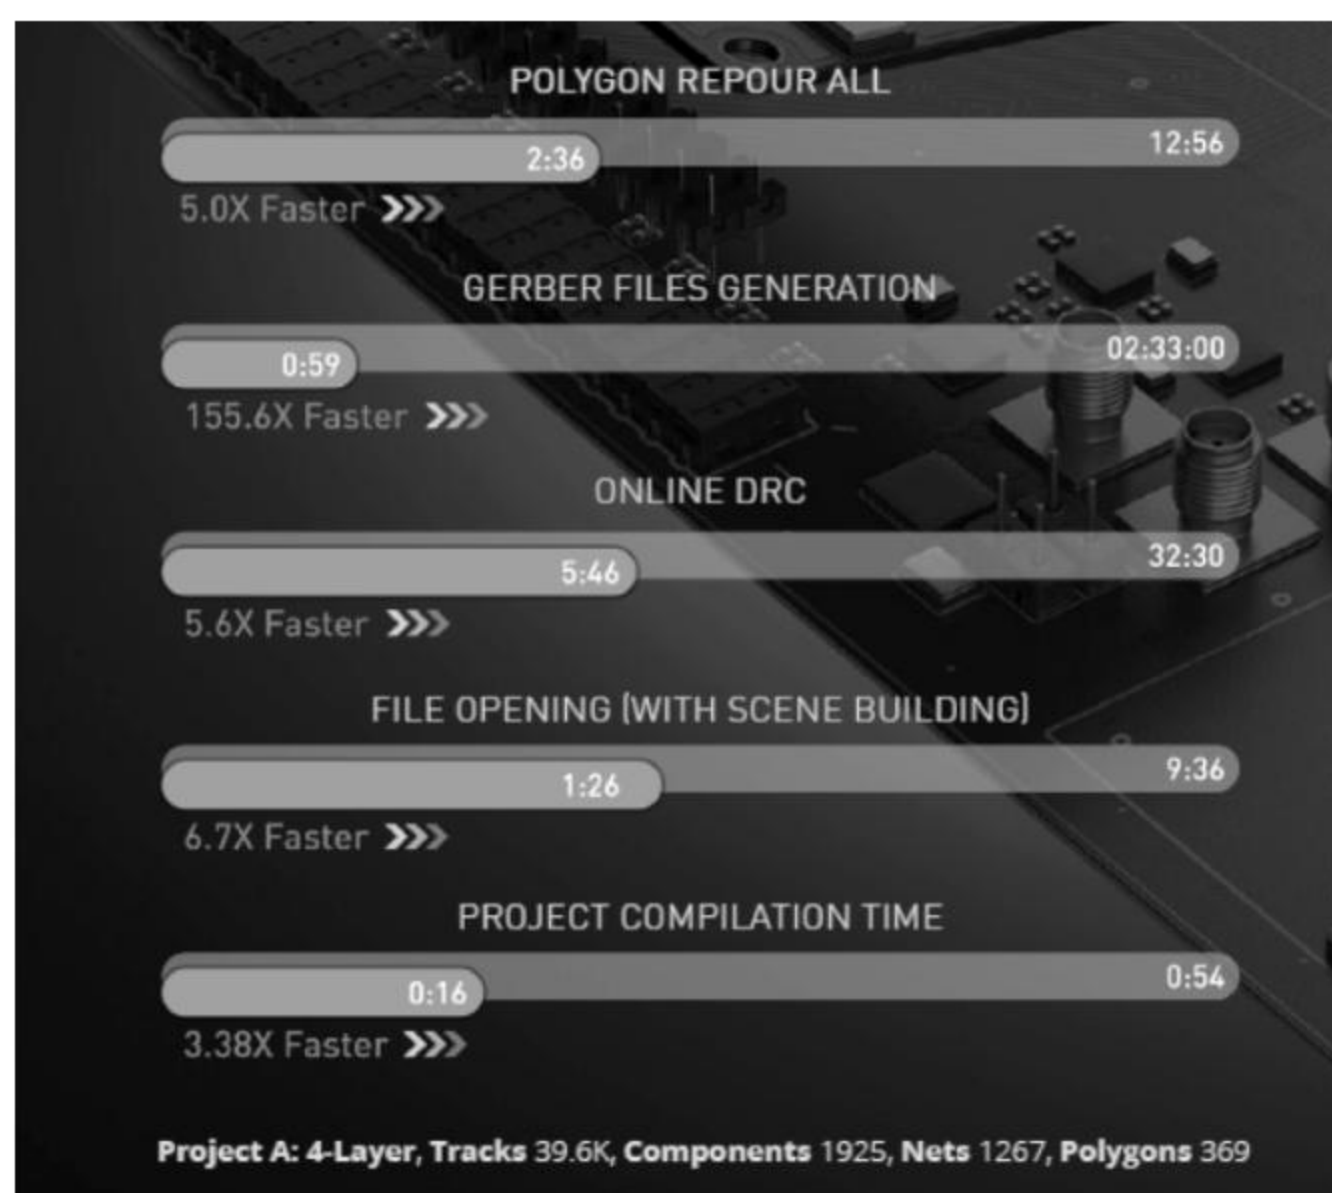 POLYGON REPOUR ALL
2:36 12:56
5.0X Faster
GERBER FILES GENERATION
0:59 02:33:00
155.6X Faster
ONLINE DRC
5:46 32:30
5.6X Faster
FILE OPENING (WITH SCENE BUILDING)
1:26 9:36
6.7X Faster
PROJECT COMPILATION TIME
0:16 0:54
3.38X Faster
Project A: 4-Layer, Tracks 39.6K, Components 1925, Nets 1267, Polygons 369